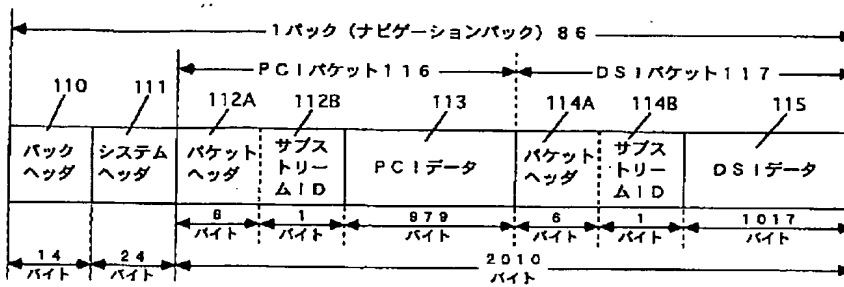 1パック(ナビゲーションパック)86
PCIパケット116
DSIパケット117
110
111
112A
112B
113
114A
114B
115
パック
ヘッダ
システム
ヘッダ
パケット
ヘッダ
サブス
トリー
ムID
PCIデータ
パケット
ヘッダ
サブス
トリー
ムID
DSIデータ
6
バイト
1
バイト
979
バイト
6
バイト
1
バイト
1017
バイト
14
バイト
24
バイト
2010
バイト